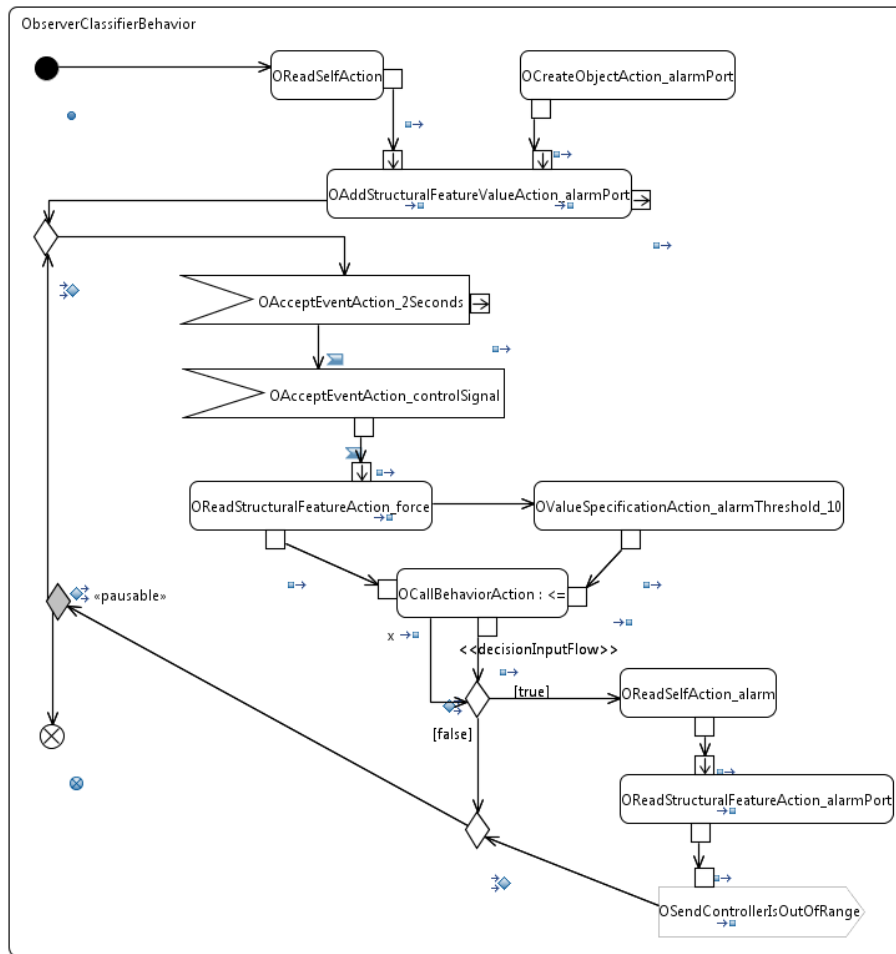 ObserverClassifierBehavior
OReadSelfAction
OCreateObjectAction_alarmPort
OAddStructuralFeatureValueAction_alarmPort
OAcceptEventAction_2Seconds
OAcceptEventAction_controlSignal
OReadStructuralFeatureAction_force
OValueSpecificationAction_alarmThreshold_10
OCallBehaviorAction : <=
«pausable»
x
<<decisionInputFlow>>
[true]
OReadSelfAction_alarm
[false]
OReadStructuralFeatureAction_alarmPort
OSendControllerIsOutOfRange